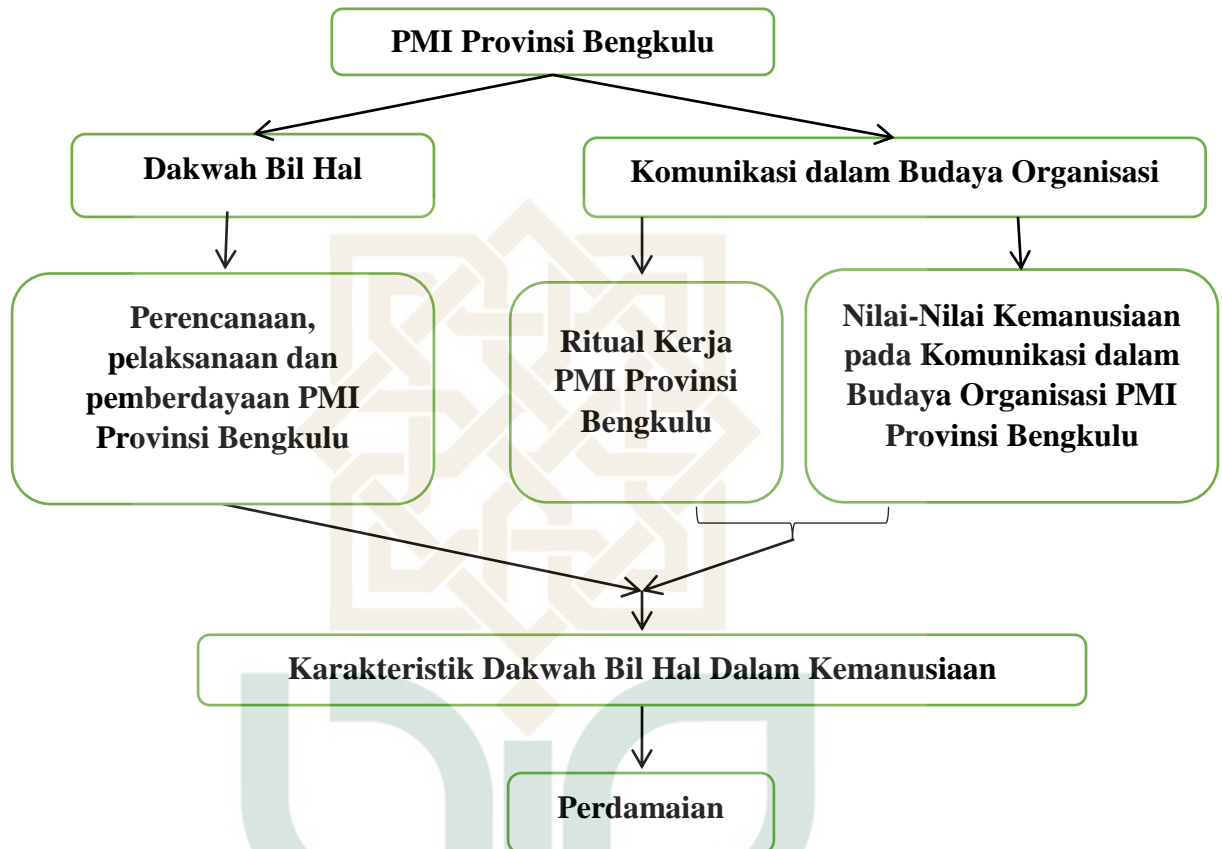 PMI Provinsi Bengkulu
Dakwah Bil Hal
Komunikasi dalam Budaya Organisasi
Perencanaan,
pelaksanaan dan
pemberdayaan PMI
Provinsi Bengkulu
Ritual Kerja
PMI Provinsi
Bengkulu
Nilai-Nilai Kemanusiaan
pada Komunikasi dalam
Budaya Organisasi PMI
Provinsi Bengkulu
Karakteristik Dakwah Bil Hal Dalam Kemanusiaan
Perdamaian